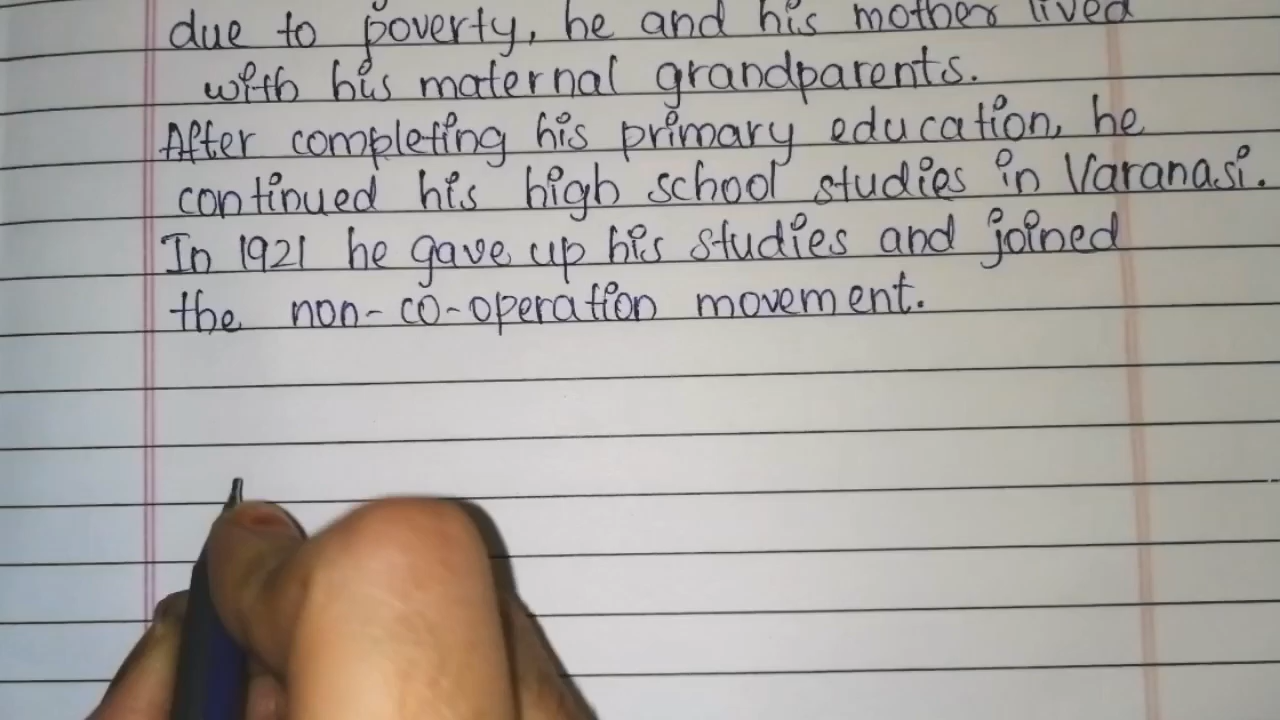 due to poverty, he and his mother lived
with his maternal grandparents.
After completing his primary education, he
continued his high school studies in Varanasi.
In 1921 he gave up his studies and joined
the non-co-operation movement.